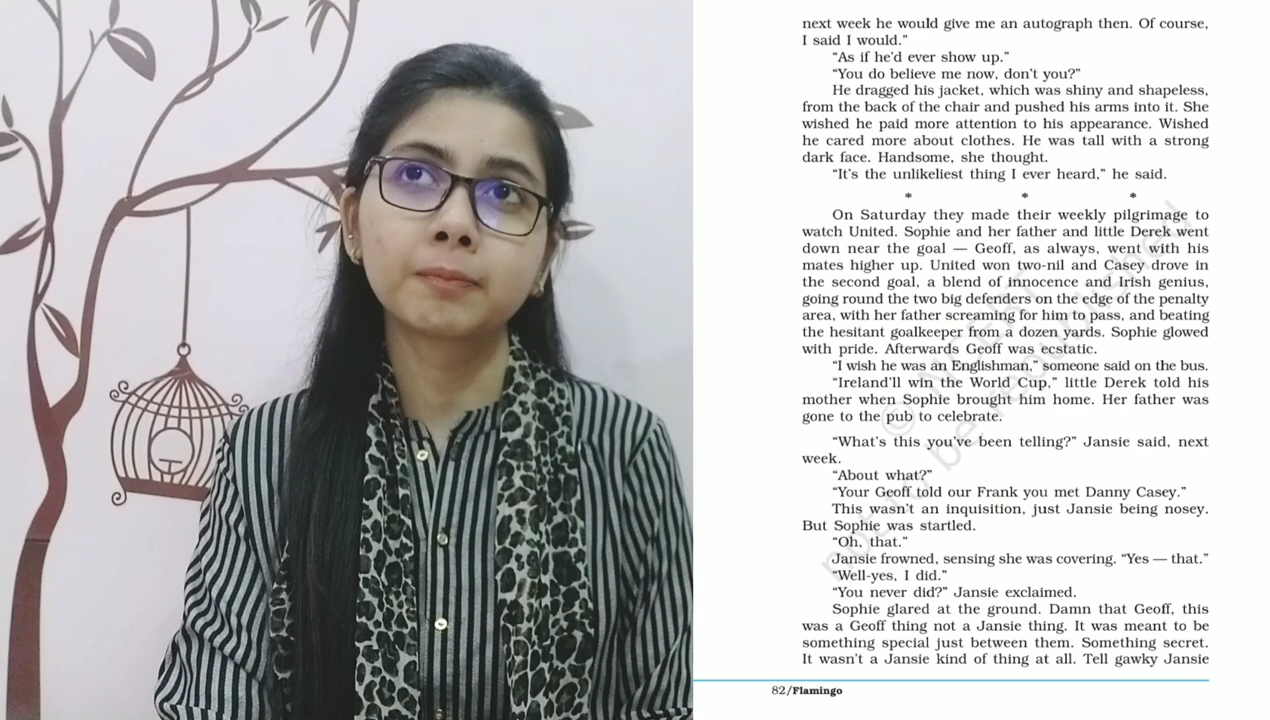 next week he would give me an autograph then. Of course,
I said I would.”
“As if he’d ever show up.”
“You do believe me now, don’t you?”
He dragged his jacket, which was shiny and shapeless,
from the back of the chair and pushed his arms into it. She
wished he paid more attention to his appearance. Wished
he cared more about clothes. He was tall with a strong
dark face. Handsome, she thought.
“It’s the unlikeliest thing I ever heard,” he said.
* * *
On Saturday they made their weekly pilgrimage to
watch United. Sophie and her father and little Derek went
down near the goal — Geoff, as always, went with his
mates higher up. United won two-nil and Casey drove in
the second goal, a blend of innocence and Irish genius,
going round the two big defenders on the edge of the penalty
area, with her father screaming for him to pass, and beating
the hesitant goalkeeper from a dozen yards. Sophie glowed
with pride. Afterwards Geoff was ecstatic.
“I wish he was an Englishman,” someone said on the bus.
“Ireland’ll win the World Cup,” little Derek told his
mother when Sophie brought him home. Her father was
gone to the pub to celebrate.
“What’s this you’ve been telling?” Jansie said, next
week.
“About what?”
“Your Geoff told our Frank you met Danny Casey.”
This wasn’t an inquisition, just Jansie being nosey.
But Sophie was startled.
“Oh, that.”
Jansie frowned, sensing she was covering. “Yes — that.”
“Well-yes, I did.”
“You never did?” Jansie exclaimed.
Sophie glared at the ground. Damn that Geoff, this
was a Geoff thing not a Jansie thing. It was meant to be
something special just between them. Something secret.
It wasn’t a Jansie kind of thing at all. Tell gawky Jansie
82/Flamingo